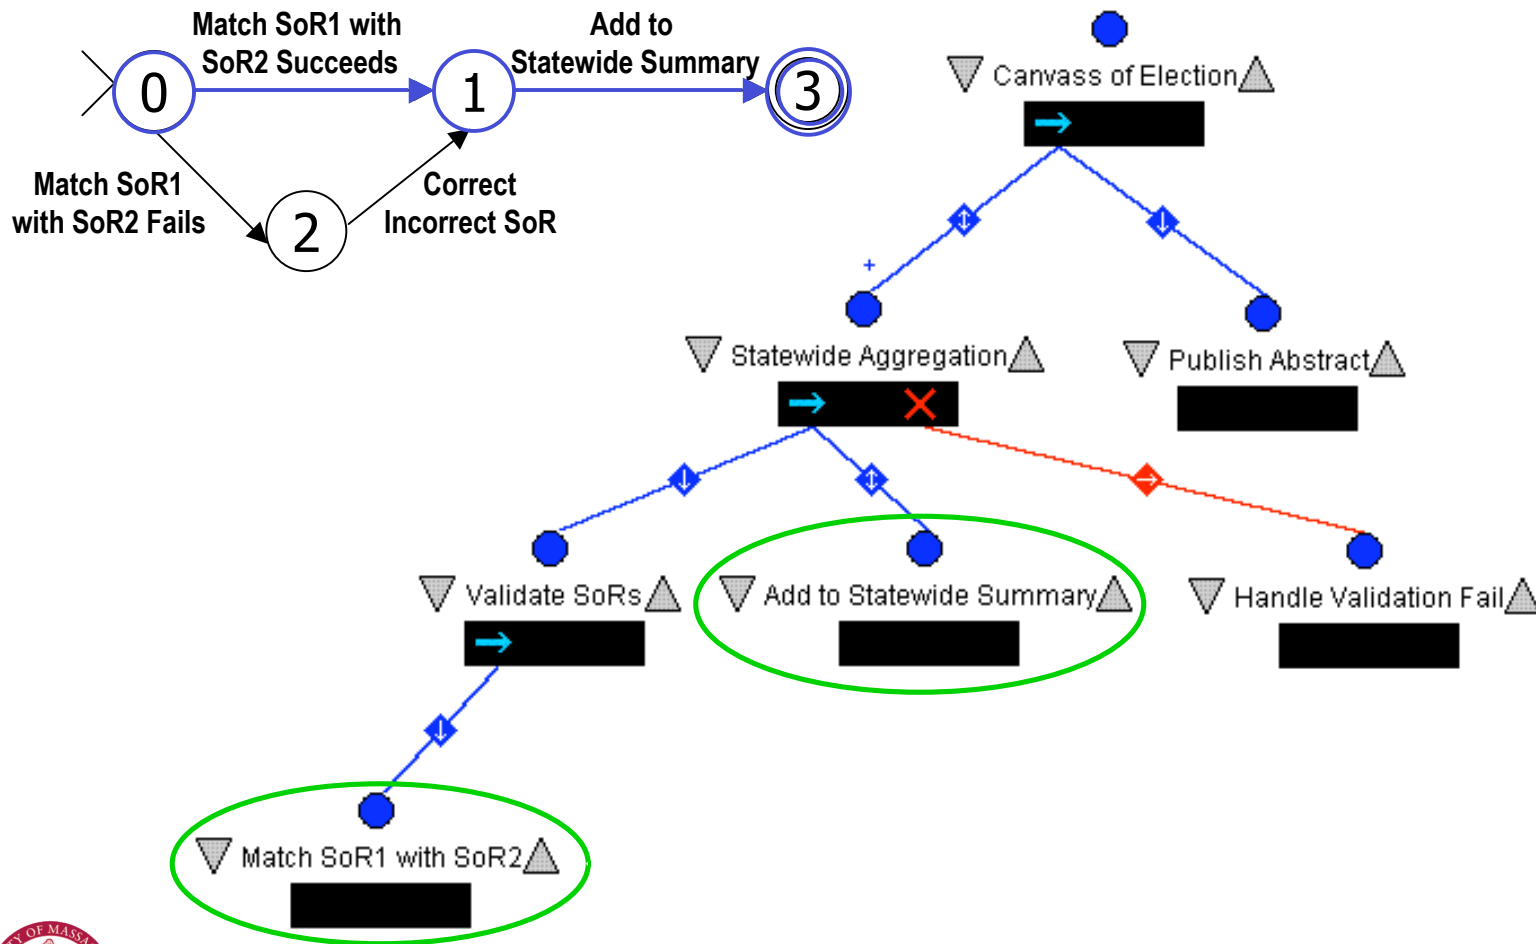 Match SoR1 with
SoR2 Succeeds
Add to
Statewide Summary
0
1
3
Match SoR1
with SoR2 Fails
2
Correct
Incorrect SoR
Canvass of Election
+
Statewide Aggregation
Publish Abstract
Validate SoRs
Add to Statewide Summary
Handle Validation Fail
Match SoR1 with SoR2
OF MASSA